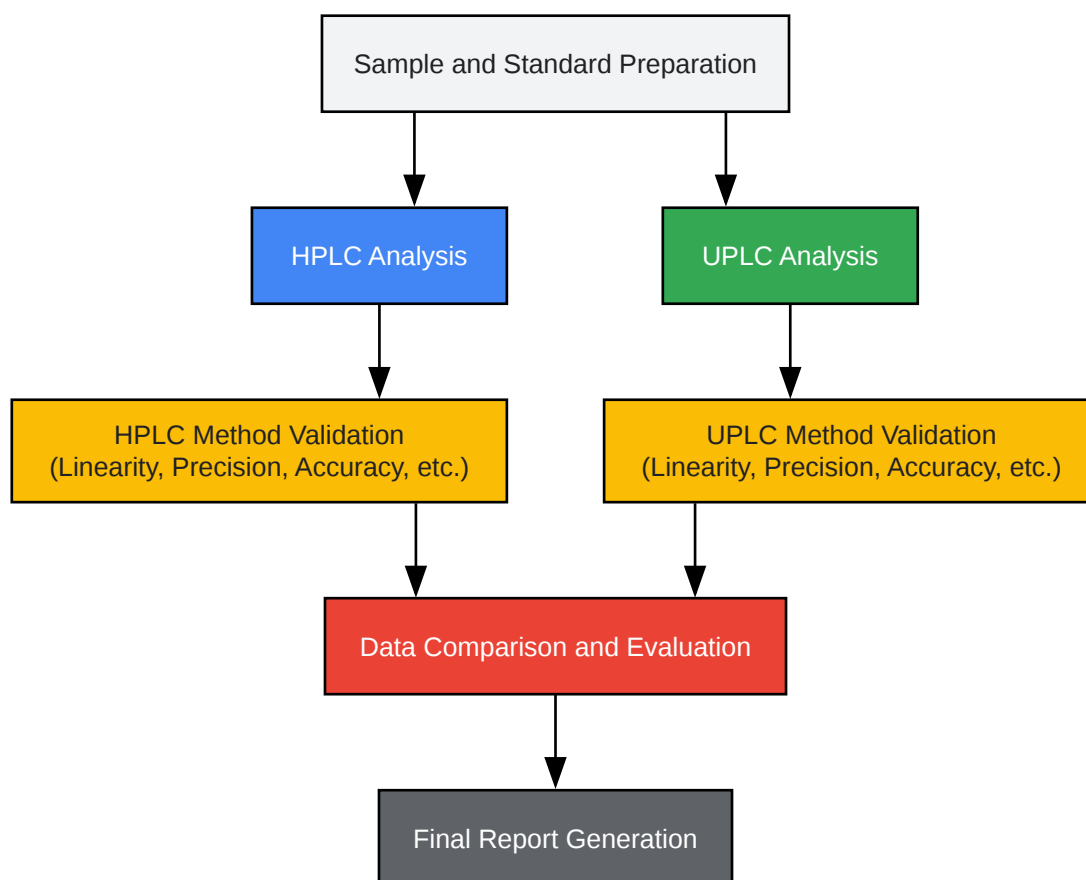 Sample and Standard Preparation
HPLC Analysis
UPLC Analysis
HPLC Method Validation
(Linearity, Precision, Accuracy, etc.)
UPLC Method Validation
(Linearity, Precision, Accuracy, etc.)
Data Comparison and Evaluation
Final Report Generation